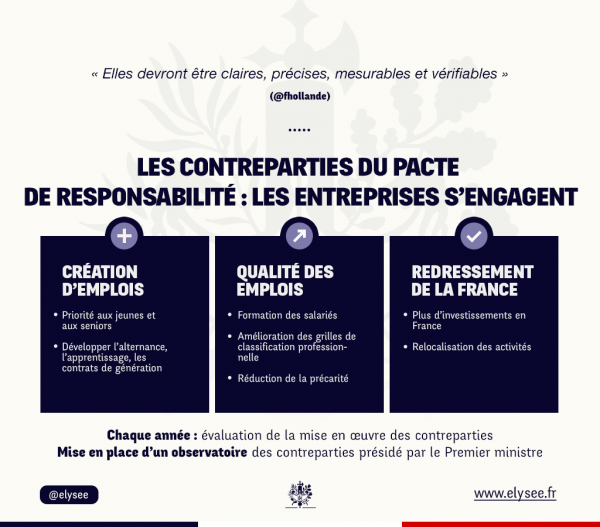 « Elles devront être claires, précises, mesurables et vérifiables »
(@fhollande)
.....
LES CONTREPARTIES DU PACTE
DE RESPONSABILITÉ : LES ENTREPRISES S’ENGAGENT
CRÉATION
D’EMPLOIS
• Priorité aux jeunes et
aux seniors
• Développer l’alternance,
l’apprentissage, les
contrats de génération
QUALITÉ DES
EMPLOIS
• Formation des salariés
• Amélioration des grilles de
classification profession-
nelle
• Réduction de la précarité
REDRESSEMENT
DE LA FRANCE
• Plus d’investissements en
France
• Relocalisation des activités
Chaque année : évaluation de la mise en œuvre des contreparties
Mise en place d’un observatoire des contreparties présidé par le Premier ministre
@elysee
www.elysee.fr